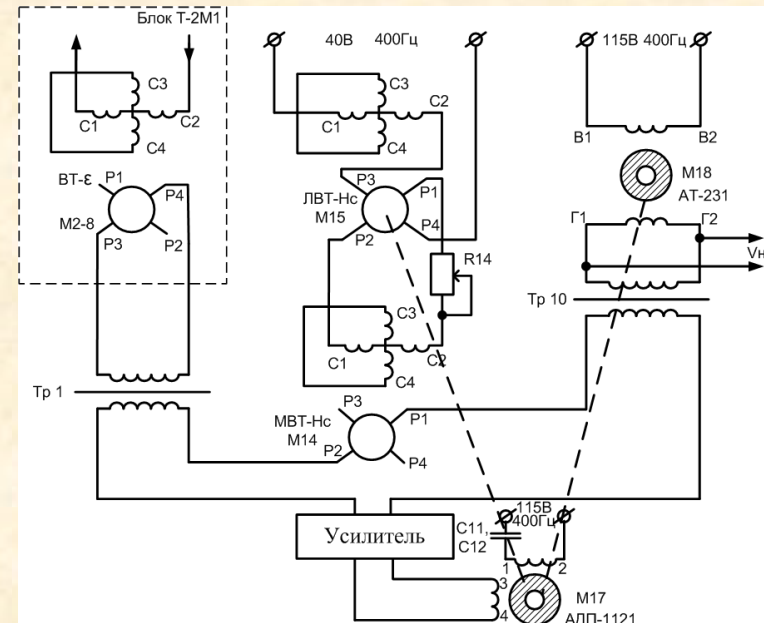 Блок Т-2М1
40В 400Гц
115В 400Гц
С3
С1
С2
С4
С3
С2
С1
С4
В1
В2
ВТ-ε
Р1
Р4
М2-8
Р3
Р2
Р3
Р1
ЛВТ-Нс
М15
Р2
Р4
М18
АТ-231
Г1
Г2
Vн
R14
Тр 10
С3
С1
С2
С4
Тр 1
Р3
Р1
МВТ-Нс
М14
Р2
Р4
Усилитель
С11,
С12
115В
400Гц
1
2
3
4
М17
АДП-1121